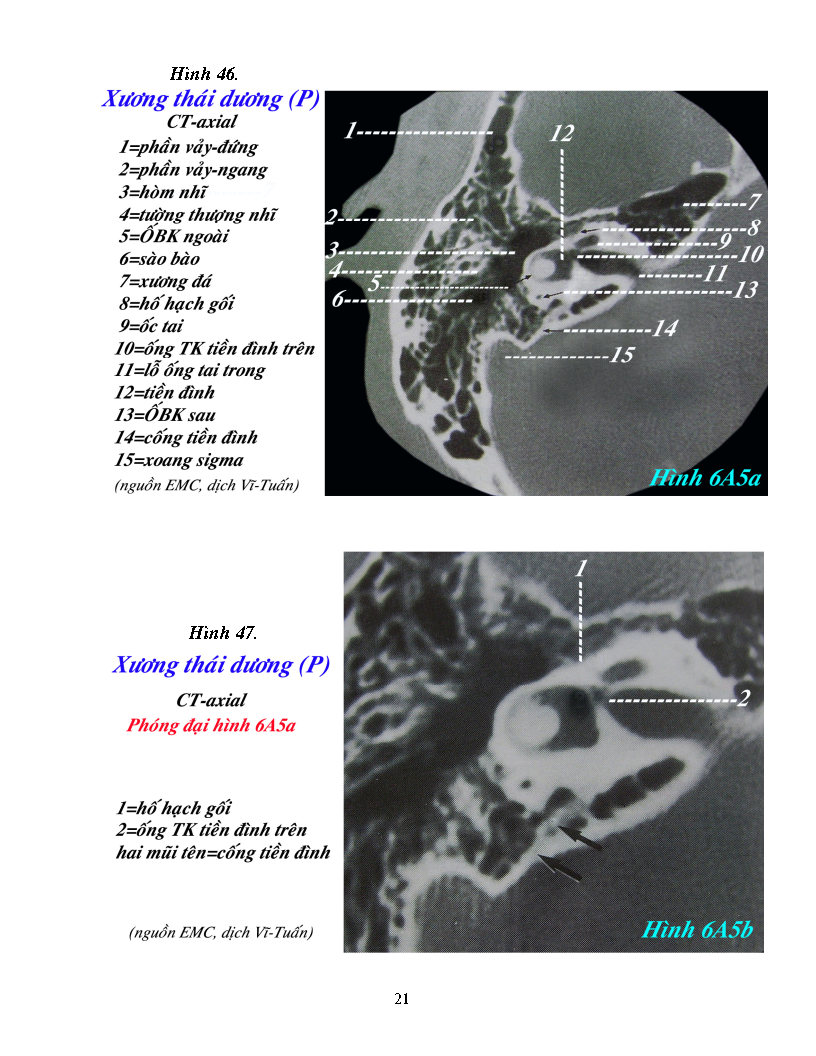 Hình 46.
Xương thái dương (P)
CT-axial
1=phần vảy-đứng
2=phần vảy-ngang
3=hòm nhĩ
4=tường thượng nhĩ
5=ỐBK ngoài
6=sào bào
7=xương đá
8=hố hạch gối
9=ốc tai
10=ống TK tiền đình trên
11=lỗ ống tai trong
12=tiền đình
13=ỐBK sau
14=cống tiền đình
15=xoang sigma
(nguồn EMC, dịch Vĩ-Tuấn)
1
12
2
7
8
3
9
10
4
11
5
13
6
14
15
Hình 6A5a
Hình 47.
Xương thái dương (P)
CT-axial
Phóng đại hình 6A5a
1=hố hạch gối
2=ống TK tiền đình trên
hai mũi tên=cống tiền đình
(nguồn EMC, dịch Vĩ-Tuấn)
1
2
Hình 6A5b
21